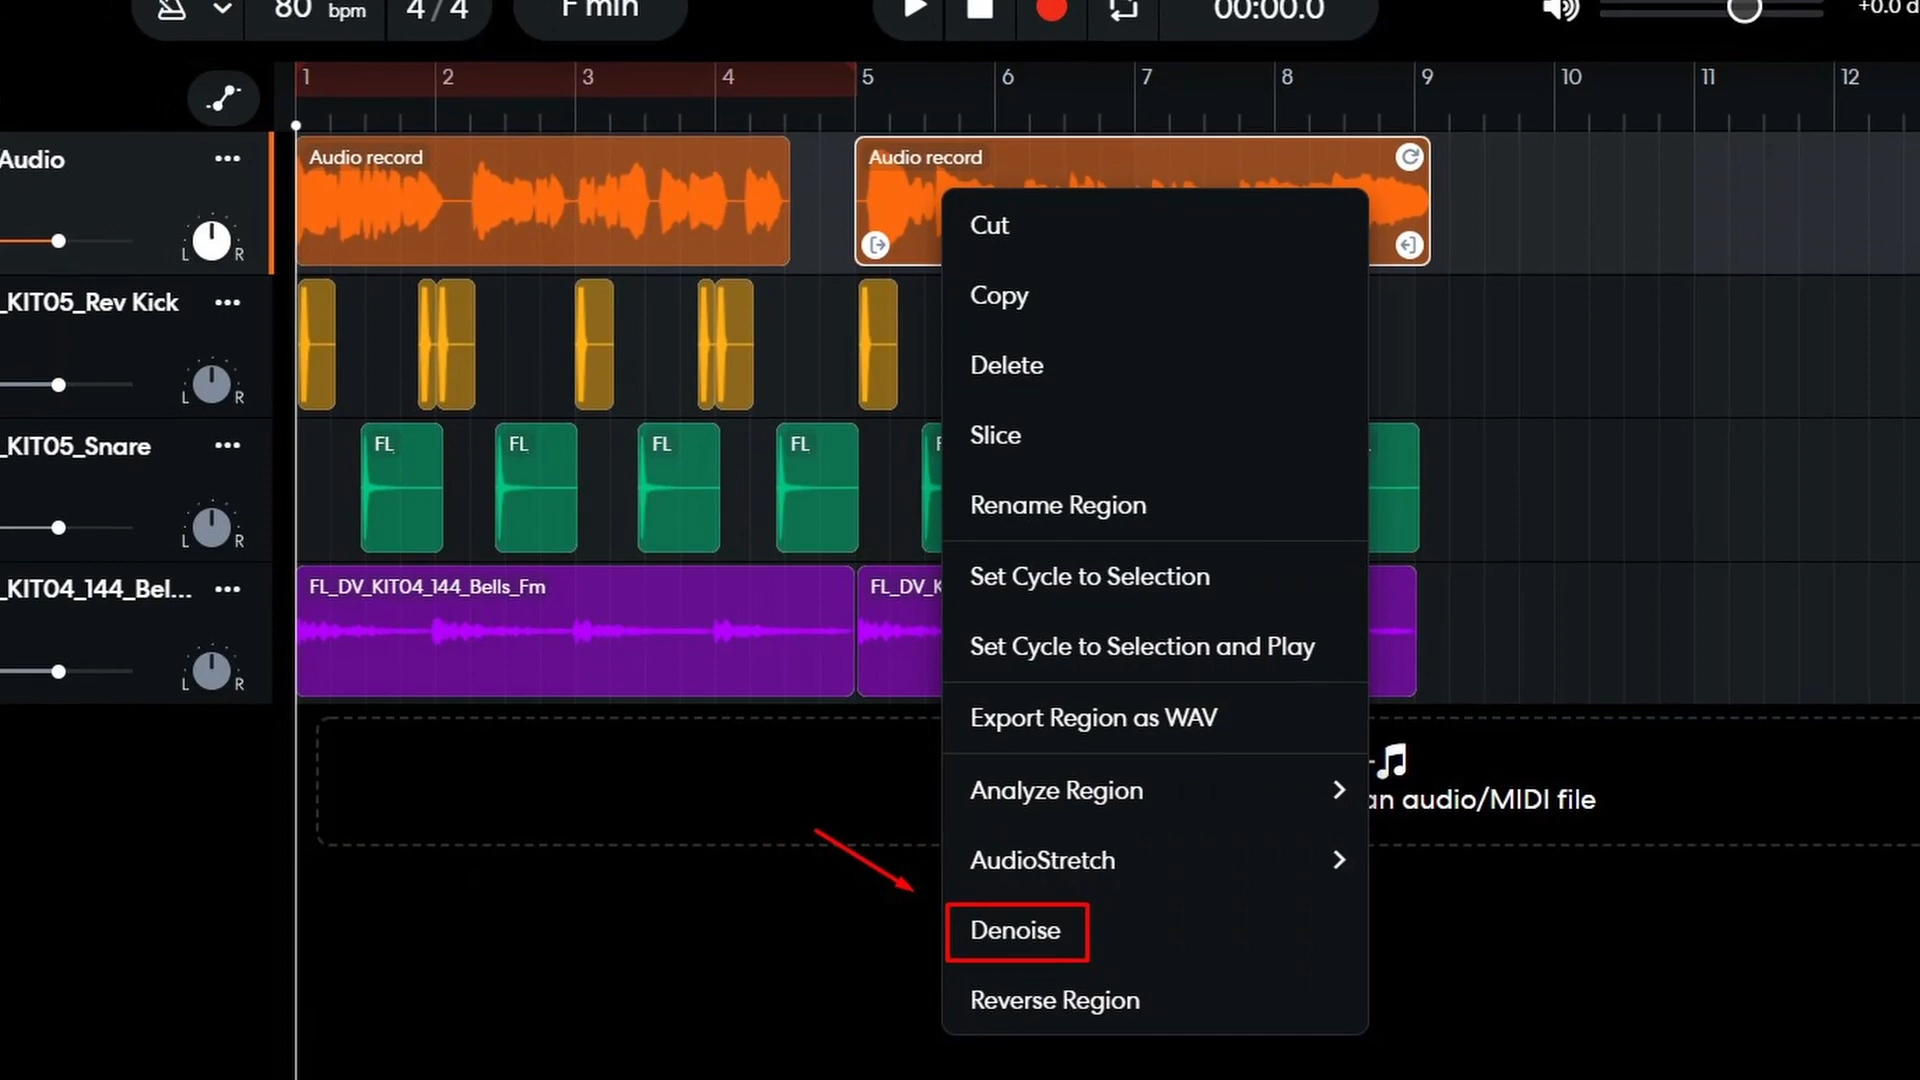 80 bpm 4 / 4 F min 00:00.0 +0.0 d
1 2 3 4 5 6 7 8 9 10 11 12
Audio
L R
Audio record
Audio record
_KIT05_Rev Kick
L R
_KIT05_Snare
L R
FL
FL
FL
FL
F
_KIT04_144_Bel...
L R
FL_DV_KIT04_144_Bells_Fm
FL_DV_K
Cut
Copy
Delete
Slice
Rename Region
Set Cycle to Selection
Set Cycle to Selection and Play
Export Region as WAV
Analyze Region
AudioStretch
Denoise
Reverse Region
an audio/MIDI file